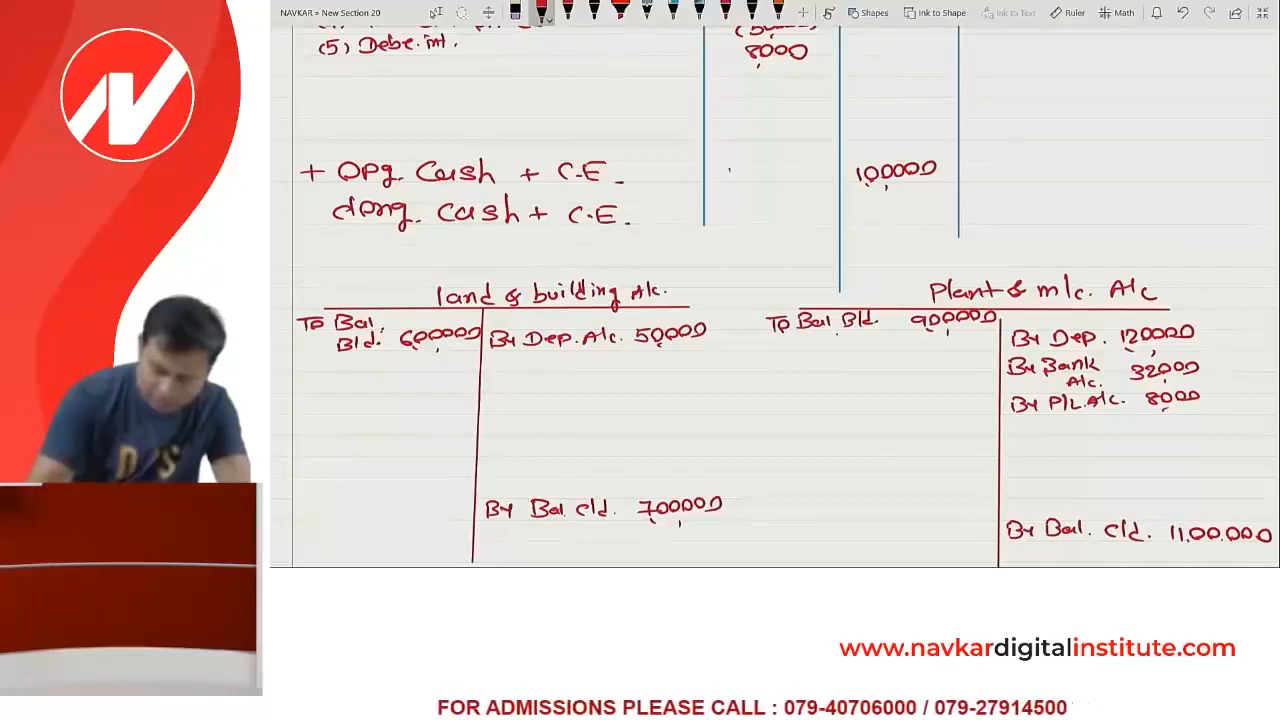 NAVKAR » New Section 20
Shapes Ink to Shape Ink to Text Ruler Math
(5) Debe. int.
8000
+ Opg. Cash + C.E.
100000
closing. Cash + C.E.
land & building A/c.
Plant & m/c. A/c
To Bal. B/d. 600000
By Dep. A/c. 50000
To Bal B/d. 900000
By Dep. 120000
By Bank A/c. 32000
By P/L. A/c. 8000
By Bal c/d. 700000
By Bal. c/d. 11,00,000
www.navkardigitalinstitute.com
FOR ADMISSIONS PLEASE CALL : 079-40706000 / 079-27914500